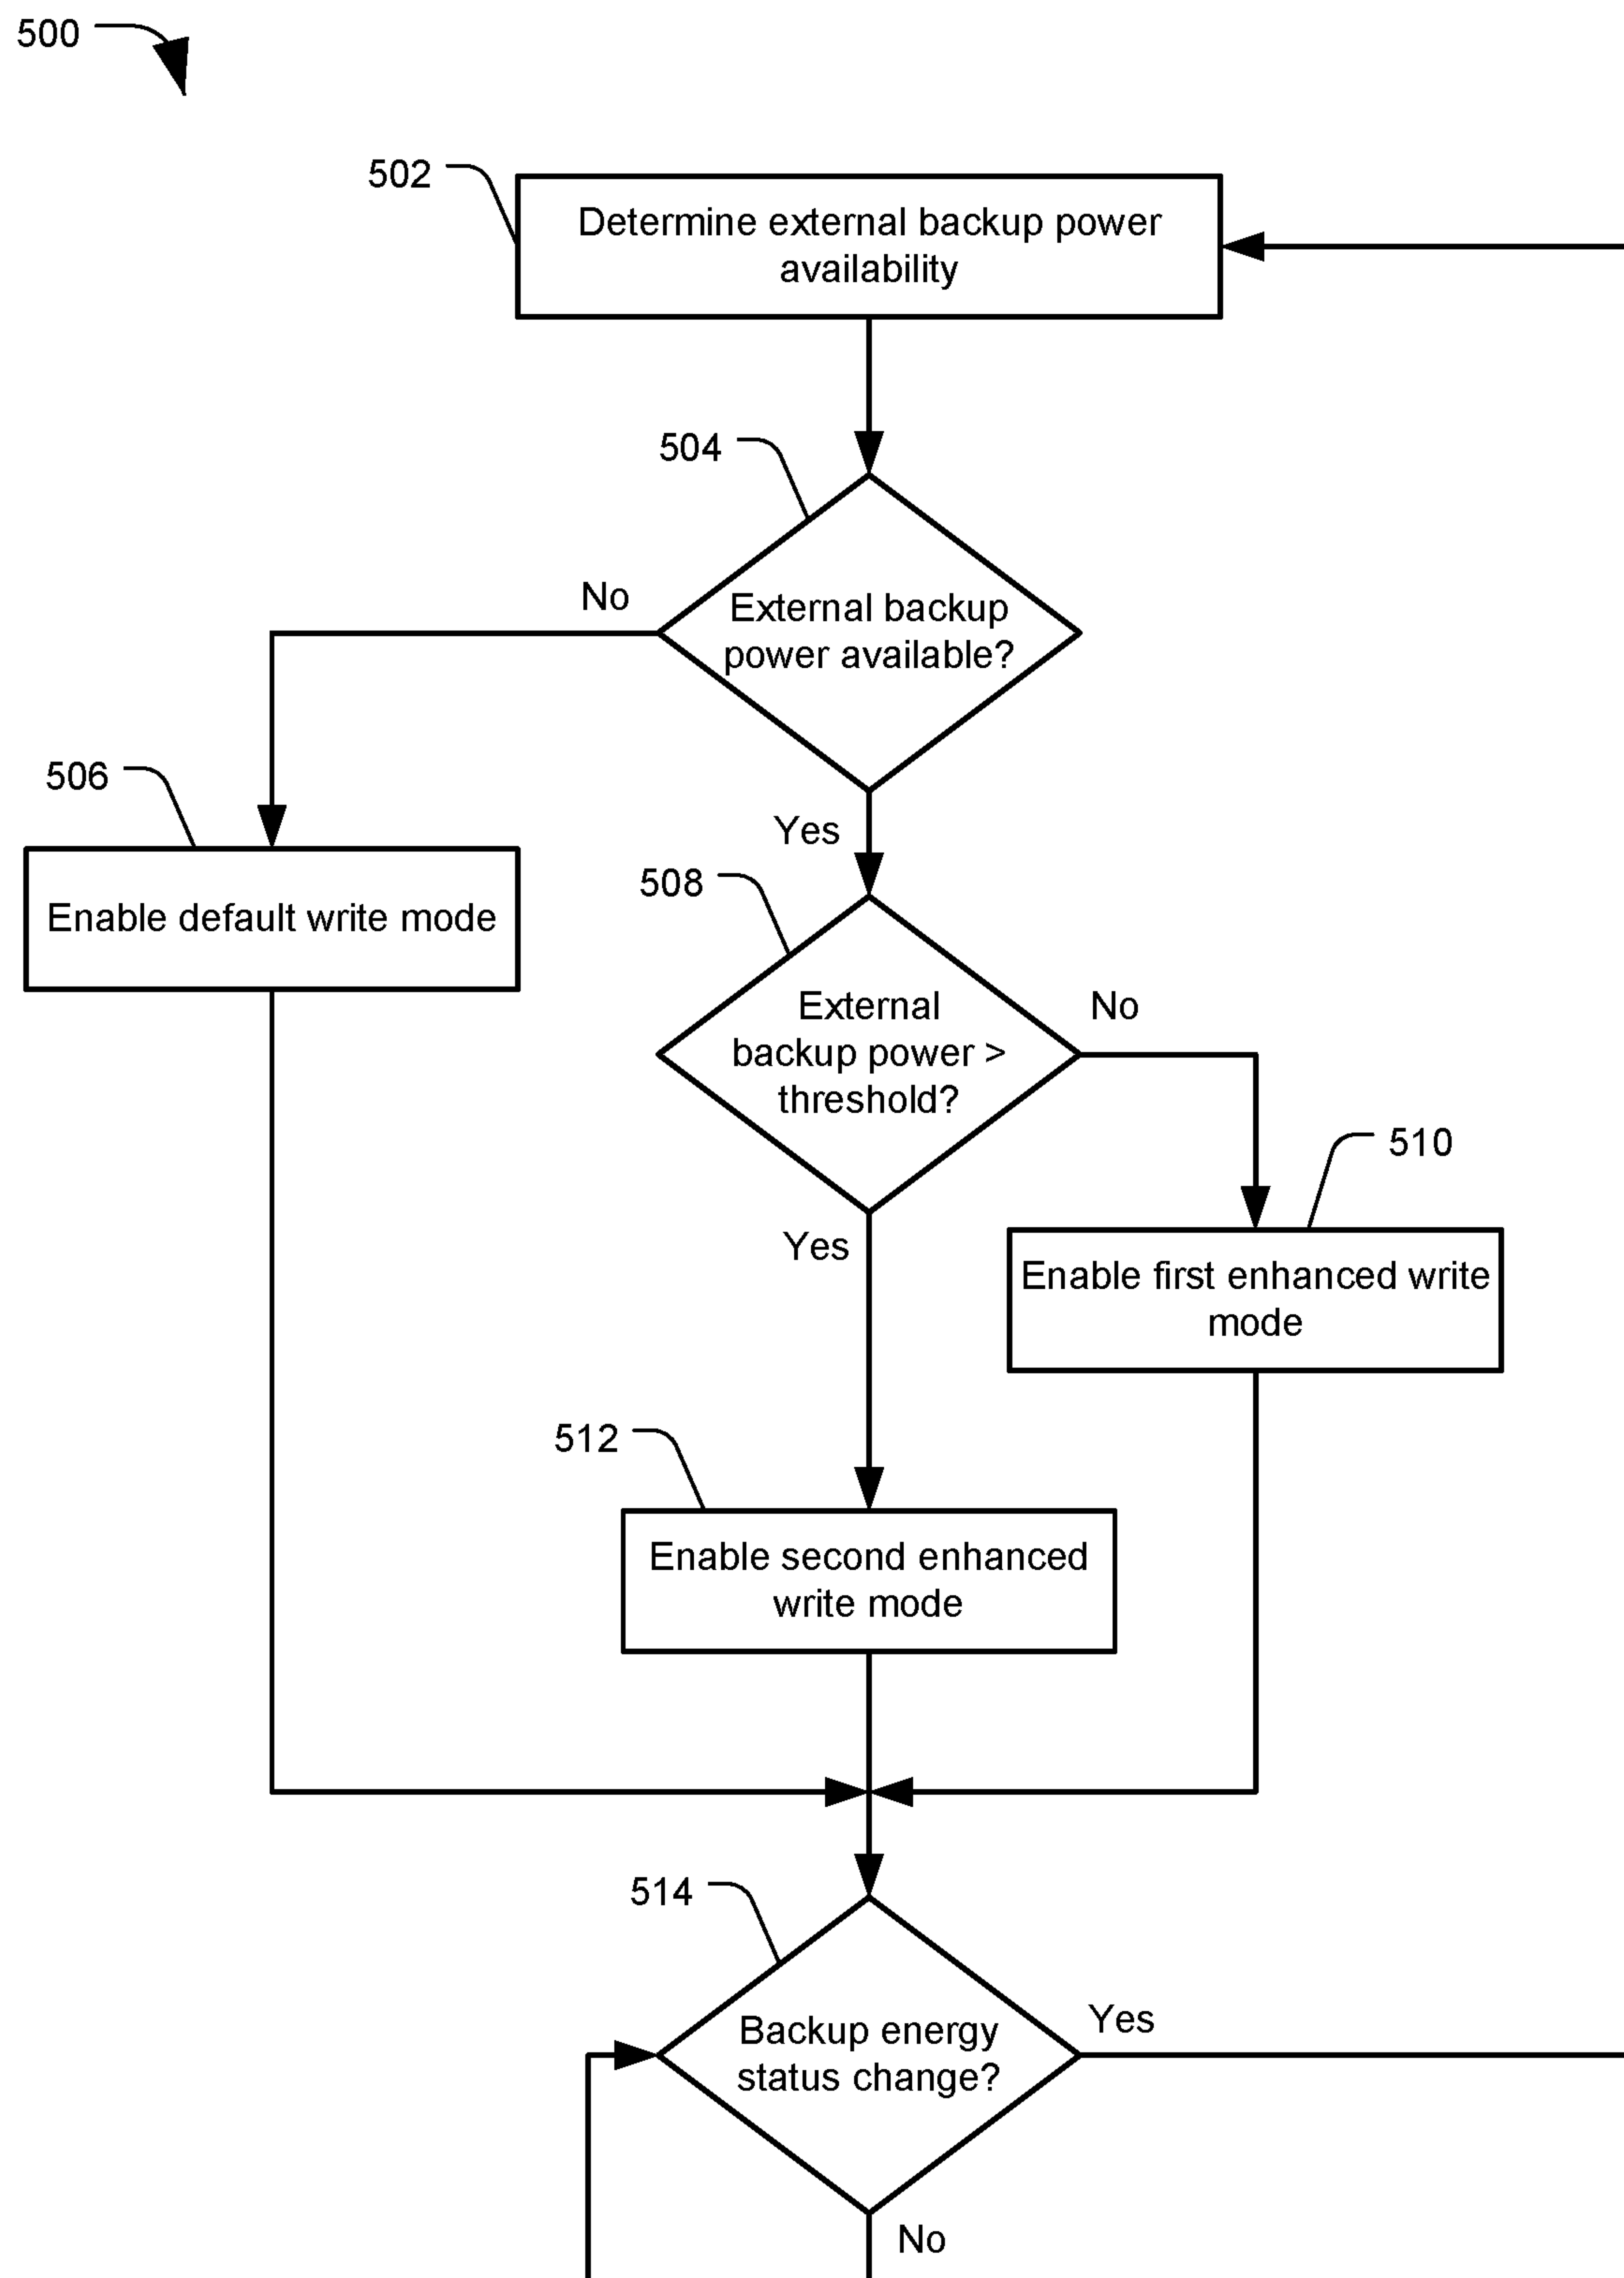 500
502
Determine external backup power
availability
504
No
External backup
power available?
506
Yes
508
Enable default write mode
External
backup power >
threshold?
No
510
Yes
Enable first enhanced write
mode
512
Enable second enhanced
write mode
514
Backup energy
status change?
Yes
No